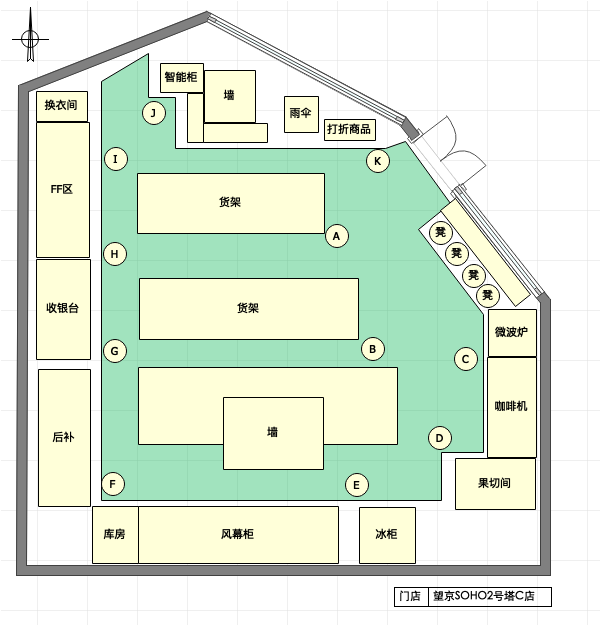 智能柜
墙
雨伞
打折商品
换衣间
J
I
K
FF区
货架
A
凳
凳
凳
凳
H
收银台
货架
微波炉
G
B
C
咖啡机
后补
墙
D
F
E
果切间
库房
风幕柜
冰柜
门店 望京SOHO2号塔C店